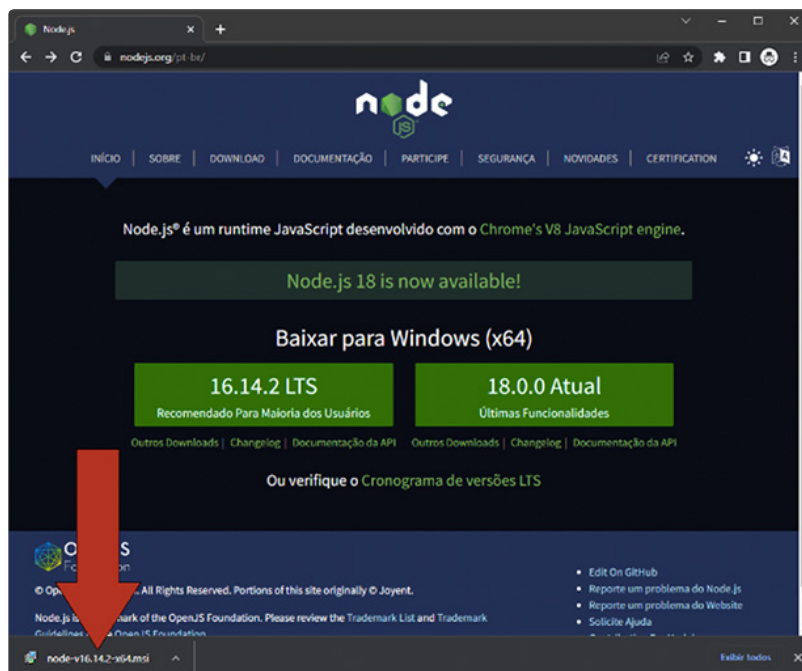 Node.js
nodejs.org/pt-br/
node
JS
INÍCIO | SOBRE | DOWNLOAD | DOCUMENTAÇÃO | PARTICIPE | SEGURANÇA | NOVIDADES | CERTIFICATION
Node.js® é um runtime JavaScript desenvolvido com o Chrome's V8 JavaScript engine.
Node.js 18 is now available!
Baixar para Windows (x64)
16.14.2 LTS
Recomendado Para Maioria dos Usuários
Outros Downloads | Changelog | Documentação da API
18.0.0 Atual
Últimas Funcionalidades
Outros Downloads | Changelog | Documentação da API
Ou verifique o Cronograma de versões LTS
All Rights Reserved. Portions of this site originally © Joyent.
Node.js is mark of the OpenJS Foundation. Please review the Trademark List and Trademark
Edit On GitHub
Reporte um problema do Node.js
Reporte um problema do Website
Solicite Ajuda
node-v16.14.2-x64.msi
Exibir todos